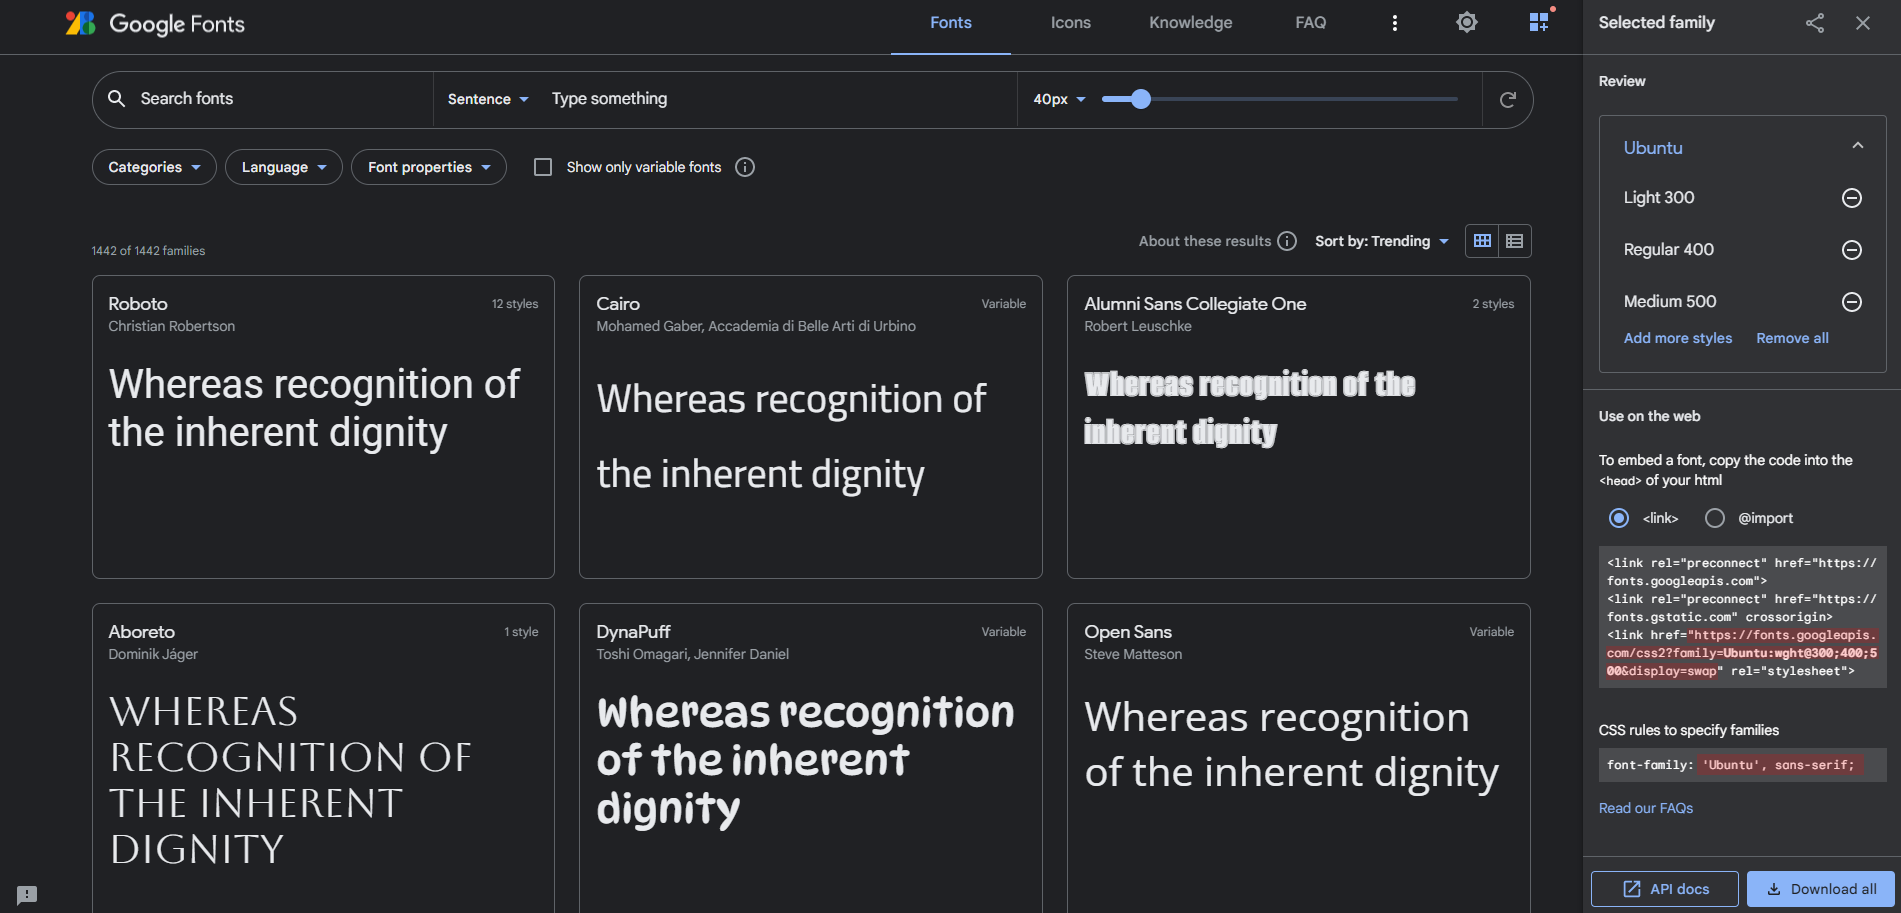 Google Fonts
Fonts
Icons
Knowledge
FAQ
Search fonts
Sentence
Type something
40px
Categories
Language
Font properties
Show only variable fonts
1442 of 1442 families
About these results
Sort by: Trending
Roboto
12 styles
Christian Robertson
Whereas recognition of
the inherent dignity
Cairo
Variable
Mohamed Gaber, Accademia di Belle Arti di Urbino
Whereas recognition of
the inherent dignity
Alumni Sans Collegiate One
2 styles
Robert Leuschke
Whereas recognition of the
inherent dignity
Aboreto
1 style
Dominik Jáger
WHEREAS
RECOGNITION OF
THE INHERENT
DIGNITY
DynaPuff
Variable
Toshi Omagari, Jennifer Daniel
Whereas recognition
of the inherent
dignity
Open Sans
Variable
Steve Matteson
Whereas recognition
of the inherent dignity
Selected family
Review
Ubuntu
Light 300
Regular 400
Medium 500
Add more styles
Remove all
Use on the web
To embed a font, copy the code into the
<head> of your html
<link>
@import
<link rel="preconnect" href="https://
fonts.googleapis.com">
<link rel="preconnect" href="https://
fonts.gstatic.com" crossorigin>
<link href="https://fonts.googleapis.
com/css2?family=Ubuntu:wght@300;400;5
00&display=swap" rel="stylesheet">
CSS rules to specify families
font-family: 'Ubuntu', sans-serif;
Read our FAQs
API docs
Download all